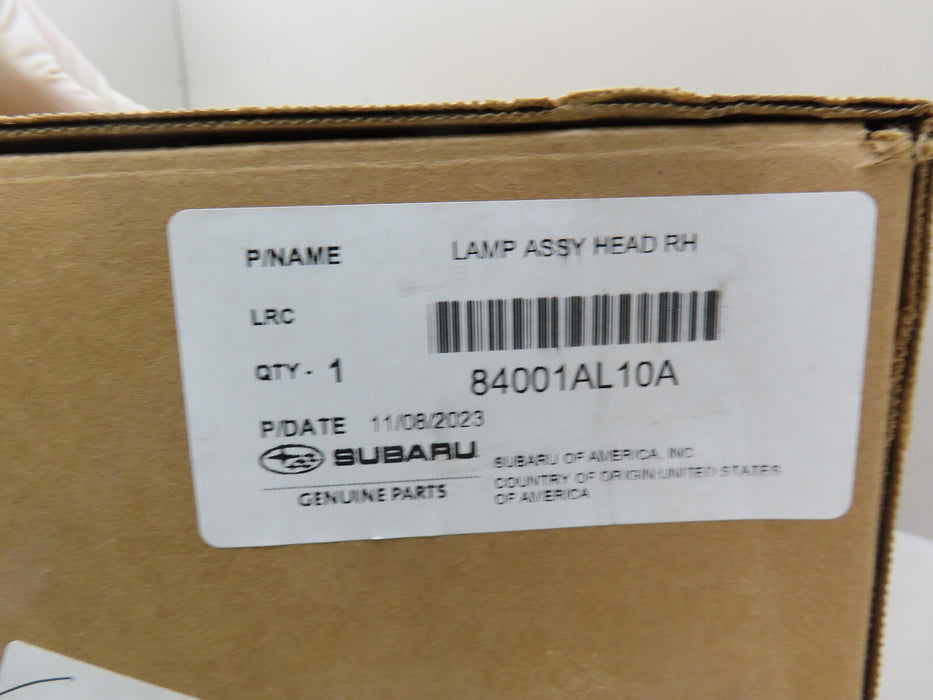 P/NAME LAMP ASSY HEAD RH
LRC
QTY - 1 84001AL10A
P/DATE 11/08/2023
SUBARU
GENUINE PARTS
SUBARU OF AMERICA, INC
COUNTRY OF ORIGIN:UNITED STATES
OF AMERICA